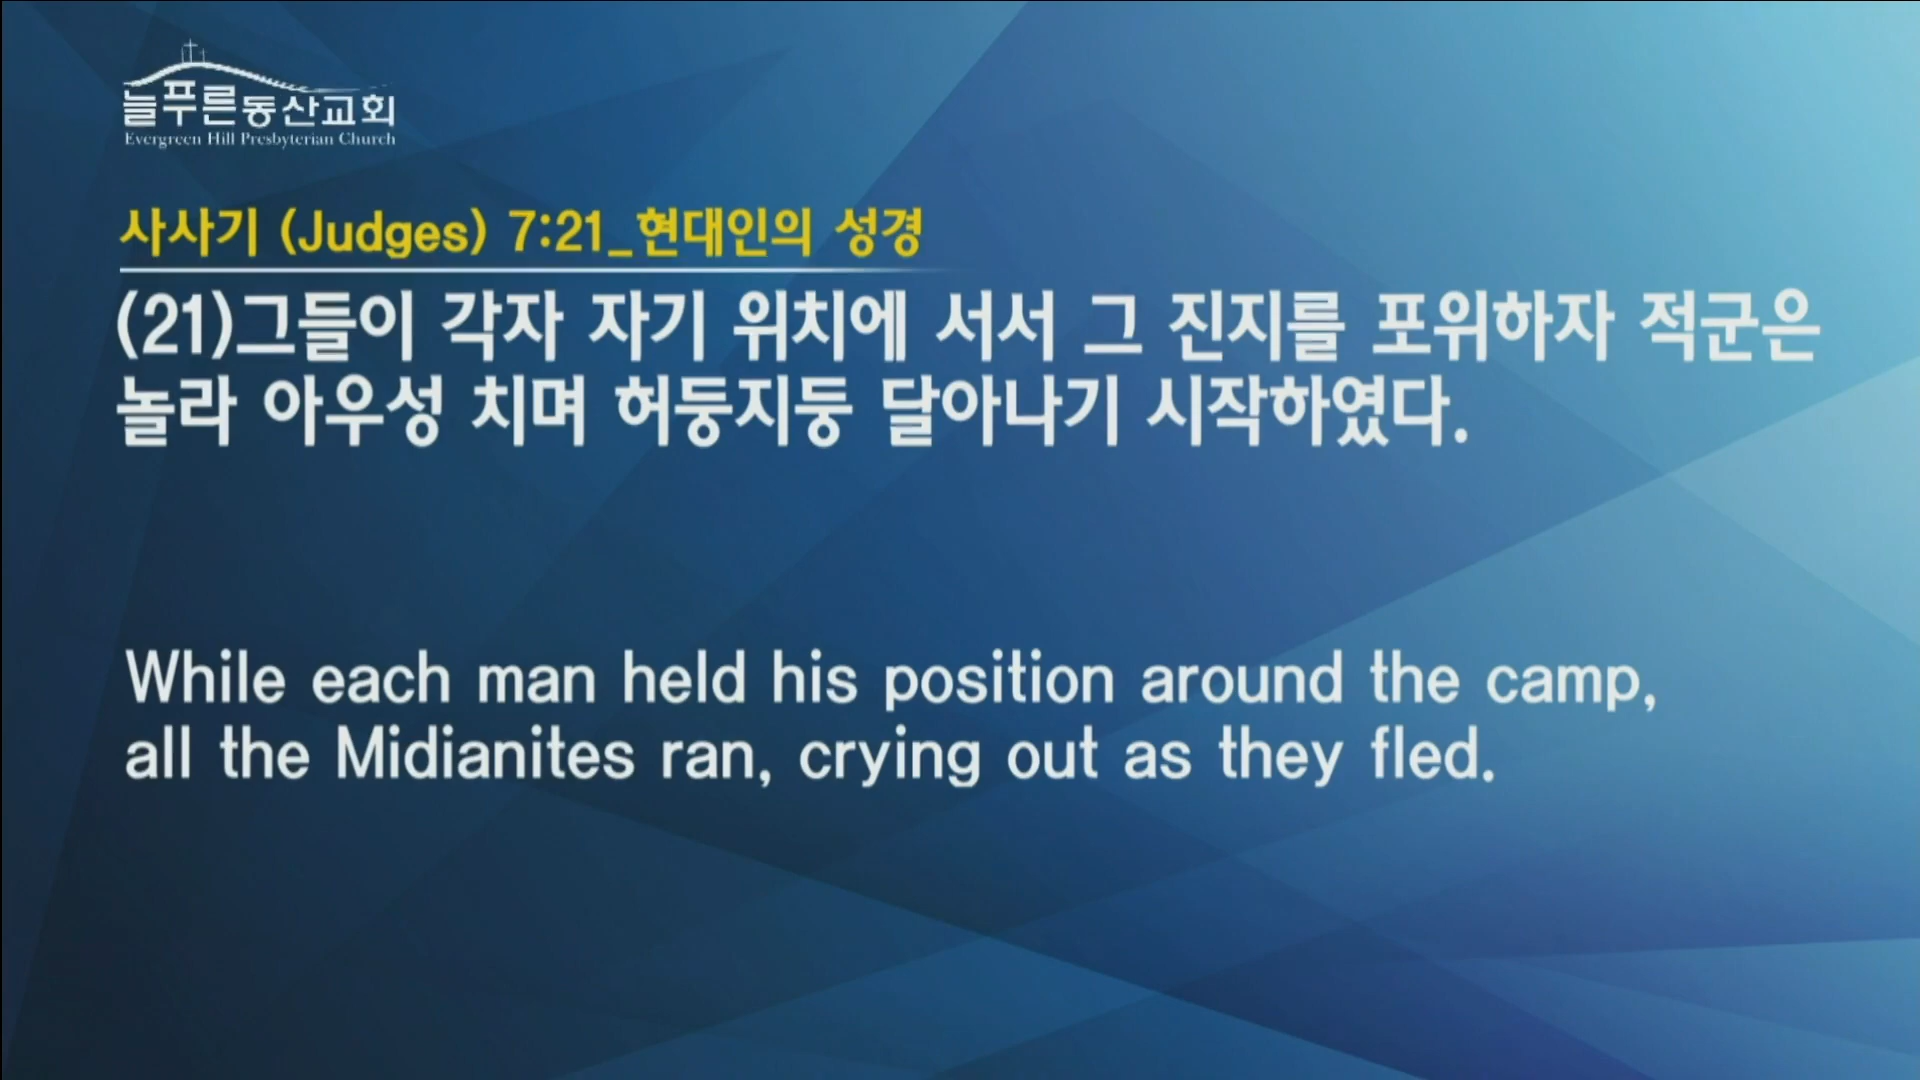 늘푸른동산교회
Evergreen Hill Presbyterian Church
사사기 (Judges) 7:21_현대인의 성경
(21)그들이 각자 자기 위치에 서서 그 진지를 포위하자 적군은
놀라 아우성 치며 허둥지둥 달아나기 시작하였다.
While each man held his position around the camp,
all the Midianites ran, crying out as they fled.